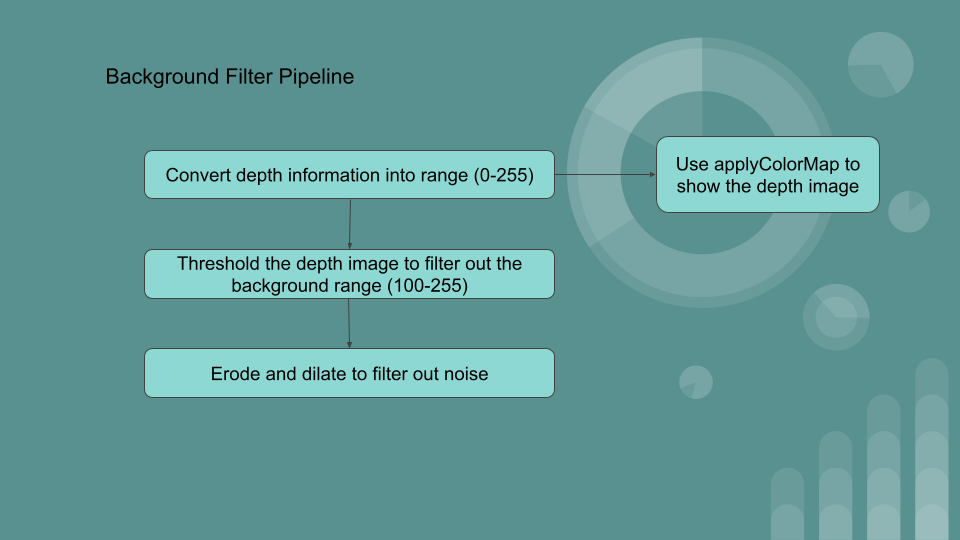 Background Filter Pipeline
Convert depth information into range (0-255)
Use applyColorMap to
show the depth image
Threshold the depth image to filter out the
background range (100-255)
Erode and dilate to filter out noise